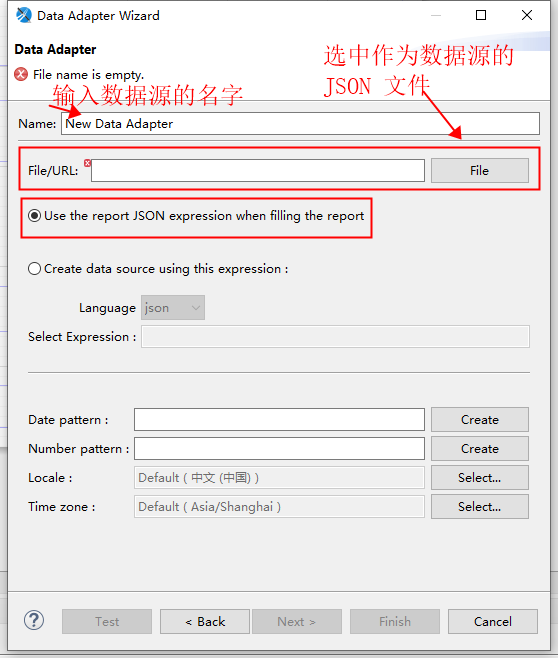 Data Adapter Wizard
Data Adapter
File name is empty.
选中作为数据源的
JSON 文件
输入数据源的名字
Name: New Data Adapter
File/URL: File
Use the report JSON expression when filling the report
Create data source using this expression :
Language json
Select Expression :
Date pattern : Create
Number pattern : Create
Locale : Default ( 中文 (中国) ) Select...
Time zone : Default ( Asia/Shanghai ) Select...
? Test < Back Next > Finish Cancel